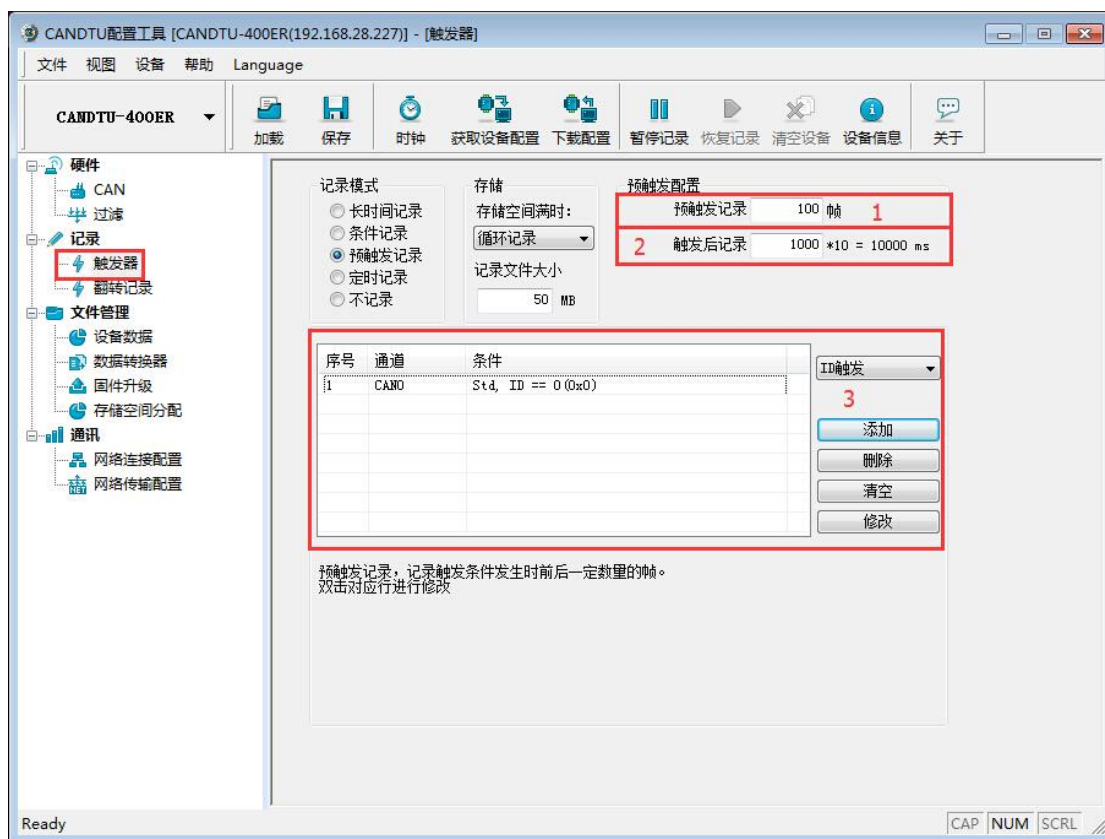 CANDTU配置工具 [CANDTU-400ER(192.168.28.227)] - [触发器]
文件 视图 设备 帮助 Language
CANDTU-400ER
加载 保存 时钟 获取设备配置 下载配置 暂停记录 恢复记录 清空设备 设备信息 关于
硬件
CAN
过滤
记录
触发器
翻转记录
文件管理
设备数据
数据转换器
固件升级
存储空间分配
通讯
网络连接配置
网络传输配置
记录模式
长时间记录
条件记录
预触发记录
定时记录
不记录
存储
存储空间满时:
循环记录
记录文件大小
50 MB
预触发配置
预触发记录 100 帧 1
2 触发后记录 1000 *10 = 10000 ms
序号 通道 条件
1 CAN0 Std, ID == 0(0x0)
ID触发
3
添加
删除
清空
修改
预触发记录，记录触发条件发生时前后一定数量的帧。
双击对应行进行修改
Ready
CAP NUM SCRL